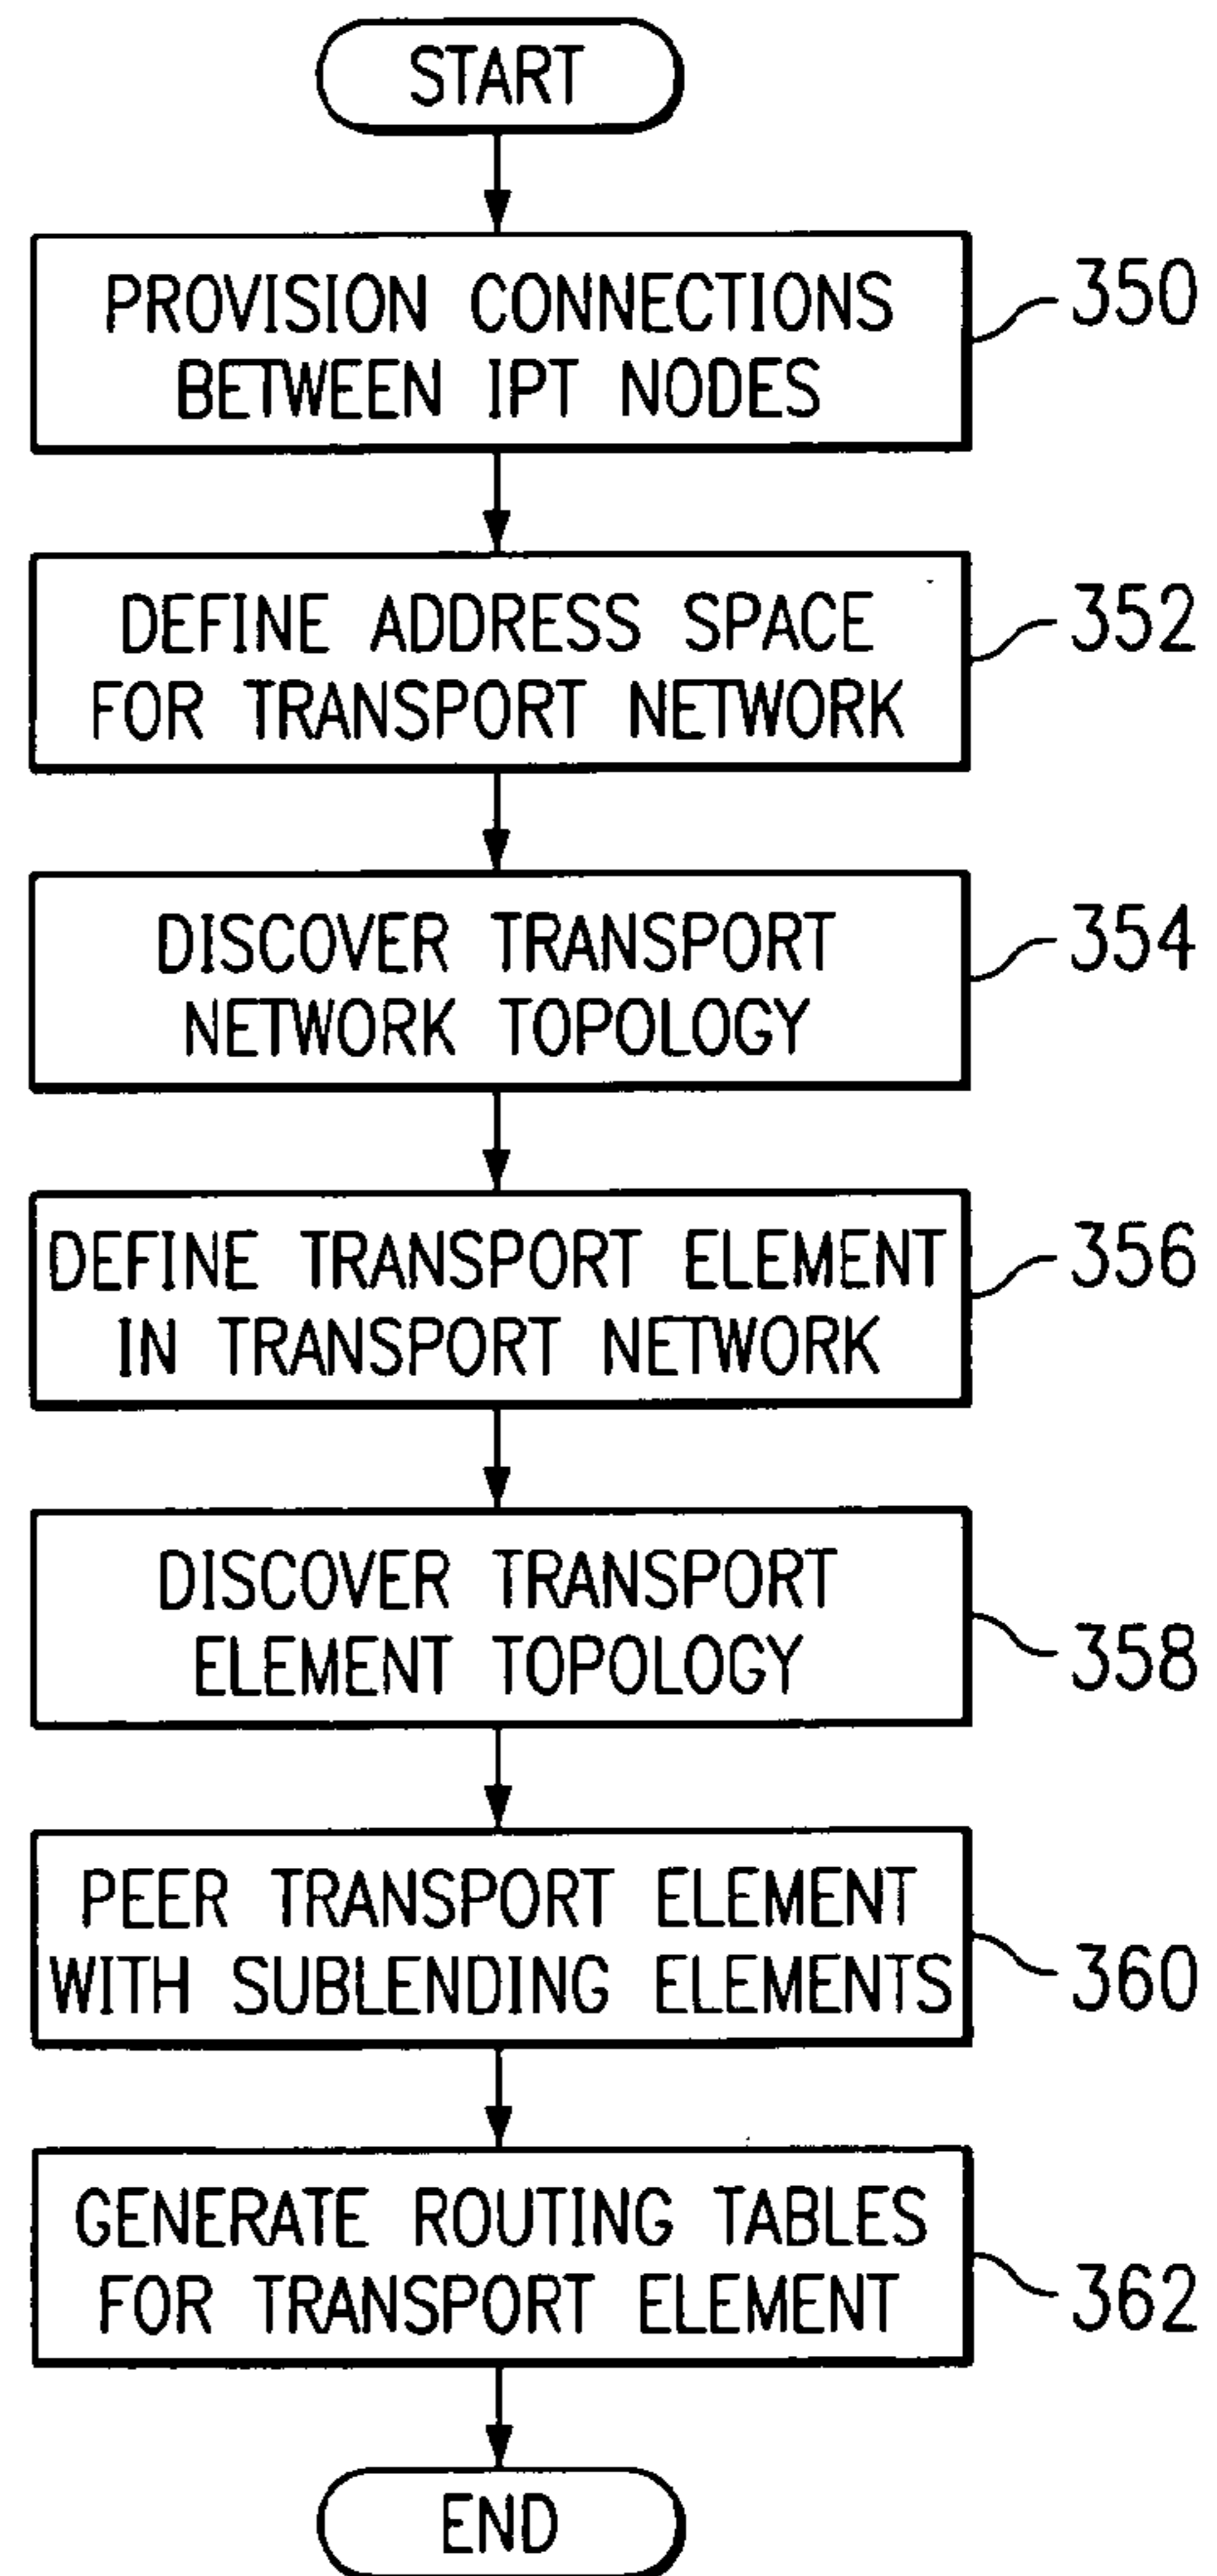 START
PROVISION CONNECTIONS
BETWEEN IPT NODES
350
DEFINE ADDRESS SPACE
FOR TRANSPORT NETWORK
352
DISCOVER TRANSPORT
NETWORK TOPOLOGY
354
DEFINE TRANSPORT ELEMENT
IN TRANSPORT NETWORK
356
DISCOVER TRANSPORT
ELEMENT TOPOLOGY
358
PEER TRANSPORT ELEMENT
WITH SUBLENDING ELEMENTS
360
GENERATE ROUTING TABLES
FOR TRANSPORT ELEMENT
362
END